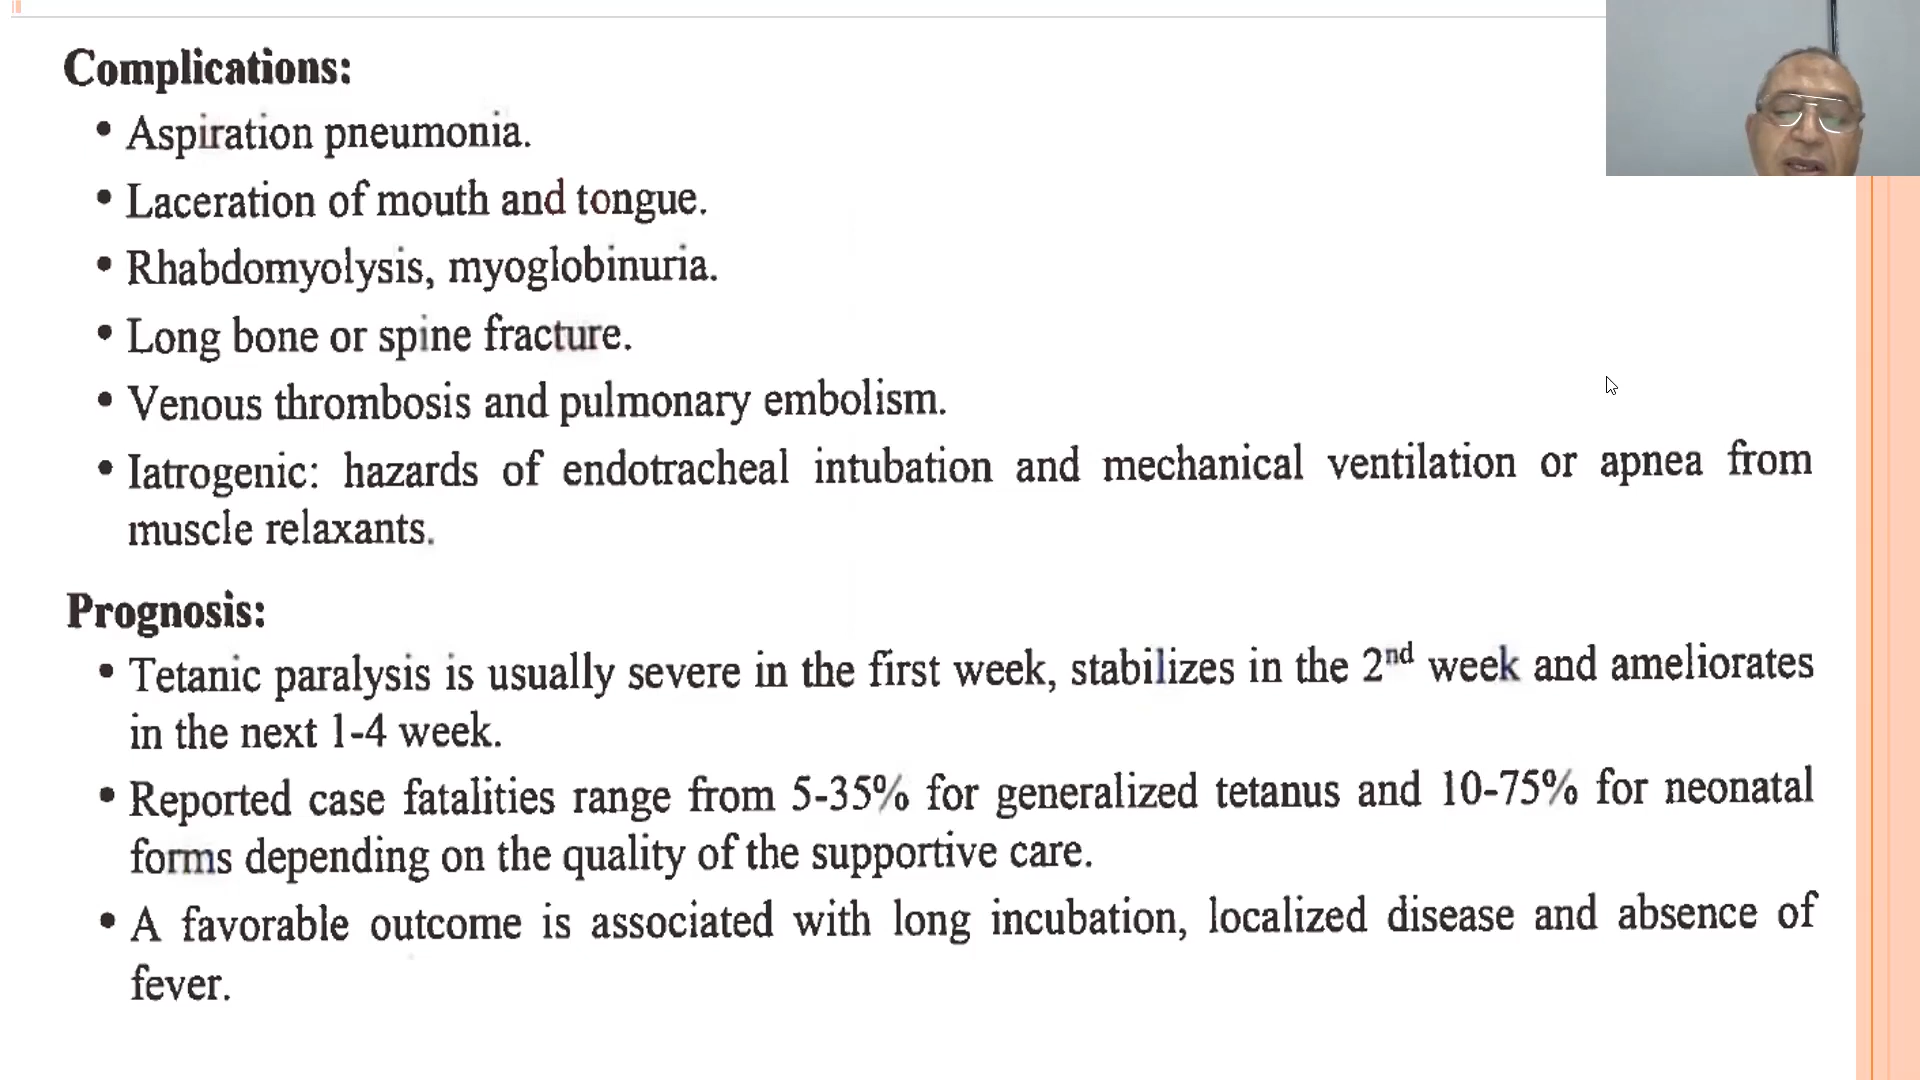 Complications:
• Aspiration pneumonia.
• Laceration of mouth and tongue.
• Rhabdomyolysis, myoglobinuria.
• Long bone or spine fracture.
• Venous thrombosis and pulmonary embolism.
• Iatrogenic: hazards of endotracheal intubation and mechanical ventilation or apnea from
muscle relaxants.
Prognosis:
• Tetanic paralysis is usually severe in the first week, stabilizes in the 2nd week and ameliorates
in the next 1-4 week.
• Reported case fatalities range from 5-35% for generalized tetanus and 10-75% for neonatal
forms depending on the quality of the supportive care.
• A favorable outcome is associated with long incubation, localized disease and absence of
fever.